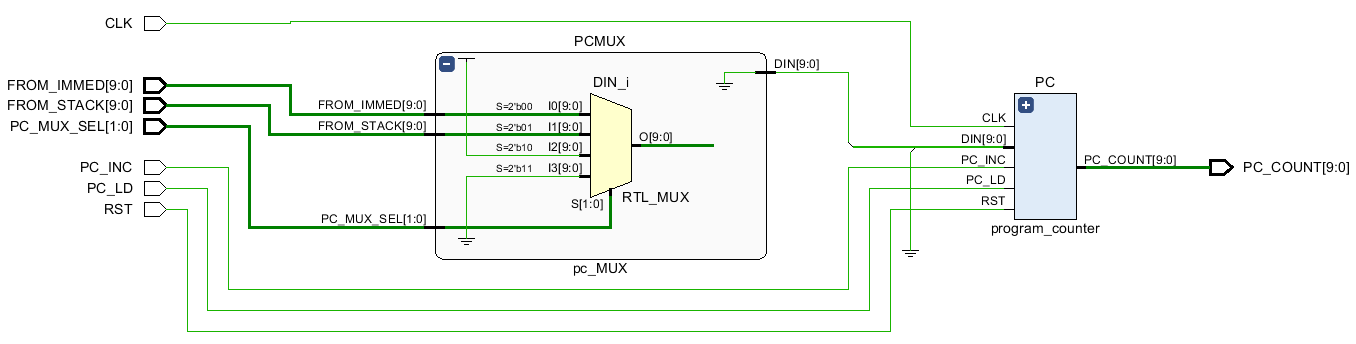 CLK
FROM_IMMED[9:0]
FROM_STACK[9:0]
PC_MUX_SEL[1:0]
PC_INC
PC_LD
RST
PCMUX
DIN_i
FROM_IMMED[9:0]
FROM_STACK[9:0]
PC_MUX_SEL[1:0]
S=2'b00
I0[9:0]
S=2'b01
I1[9:0]
S=2'b10
I2[9:0]
S=2'b11
I3[9:0]
S[1:0]
O[9:0]
RTL_MUX
pc_MUX
DIN[9:0]
PC
CLK
DIN[9:0]
PC_INC
PC_LD
RST
PC_COUNT[9:0]
program_counter
PC_COUNT[9:0]